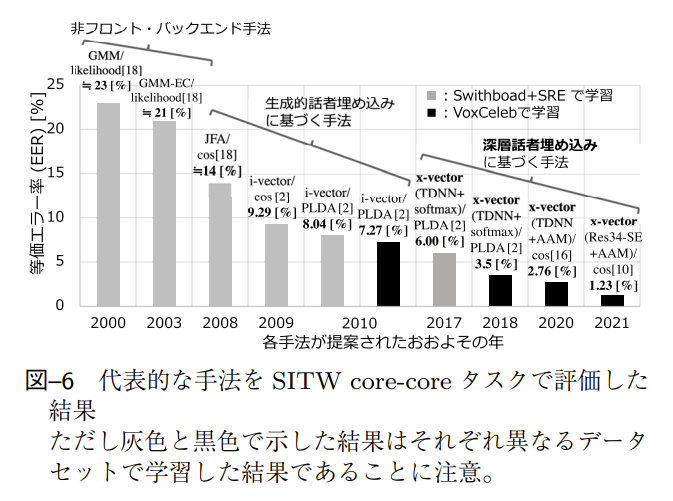 非フロント・バックエンド手法
GMM/
likelihood[18]
≒ 23 [%]
GMM-EC/
likelihood[18]
≒ 21 [%]
生成的話者埋め込み
に基づく手法
■：Swithboad+SRE で学習
■：VoxCelebで学習
JFA/
cos[18]
≒14 [%]
深層話者埋め込み
に基づく手法
i-vector/
cos [2]
9.29 [%]
i-vector/
PLDA [2]
8.04 [%]
i-vector/
PLDA [2]
7.27 [%]
x-vector
(TDNN+
softmax)/
PLDA [2]
6.00 [%]
x-vector
(TDNN+
softmax)/
PLDA [2]
3.5 [%]
x-vector
(TDNN
+AAM)/
cos[16]
2.76 [%]
x-vector
(Res34-SE
+AAM)/
cos[10]
1.23 [%]
等価エラー率 (EER) [%]
25
20
15
10
5
0
2000 2003 2008 2009 2010 2017 2018 2020 2021
各手法が提案されたおおよその年
図–6 代表的な手法を SITW core-core タスクで評価した
結果
ただし灰色と黒色で示した結果はそれぞれ異なるデータ
セットで学習した結果であることに注意。